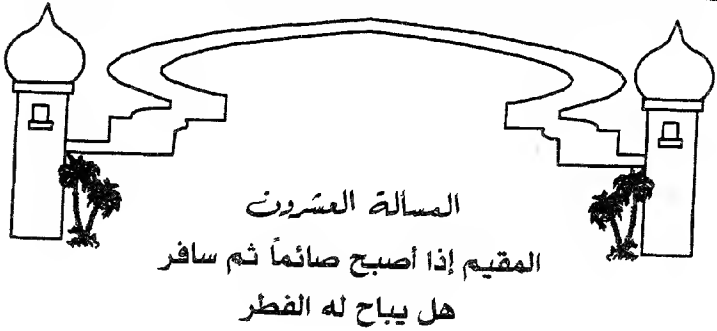 المسألة العشرون
المقيم إذا أصبح صائماً ثم سافر
هل يباح له الفطر